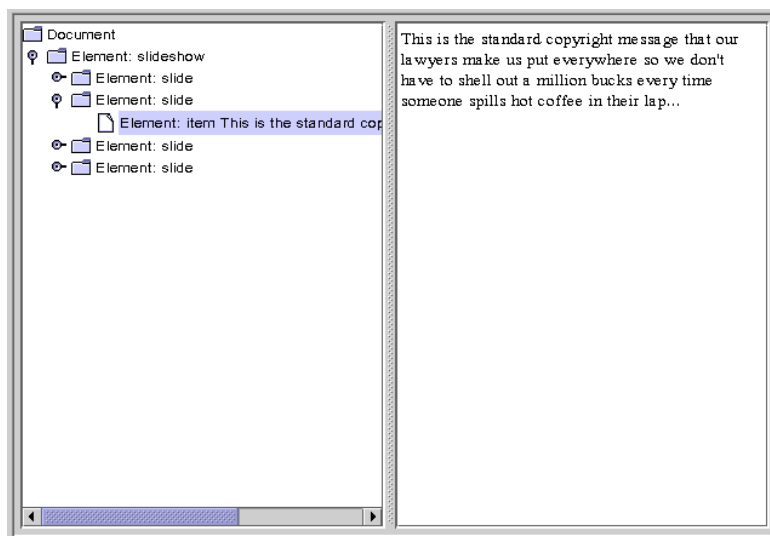 Document
Element: slideshow
Element: slide
Element: slide
Element: item This is the standard cop
Element: slide
Element: slide
This is the standard copyright message that our
lawyers make us put everywhere so we don't
have to shell out a million bucks every time
someone spills hot coffee in their lap...